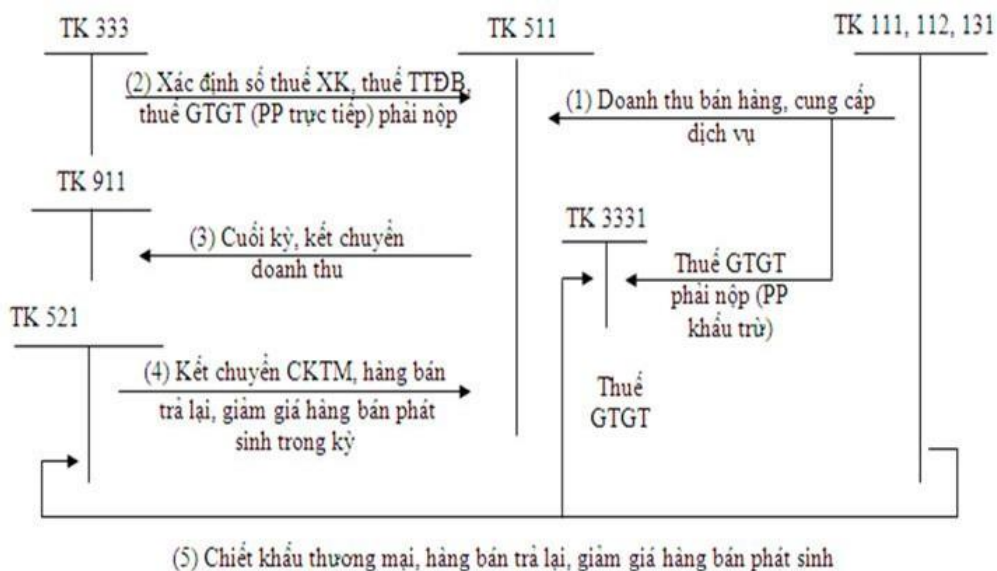 TK 333
TK 511
TK 111, 112, 131
(2) Xác định số thuế XK, thuế TTĐB,
thuế GTGT (PP trực tiếp) phải nộp
(1) Doanh thu bán hàng, cung cấp
dịch vụ
TK 911
TK 3331
(3) Cuối kỳ, kết chuyển
doanh thu
Thuế GTGT
phải nộp (PP
khấu trừ)
TK 521
(4) Kết chuyển CKTM, hàng bán
trả lại, giảm giá hàng bán phát
sinh trong kỳ
Thuế
GTGT
(5) Chiết khấu thương mại, hàng bán trả lại, giảm giá hàng bán phát sinh